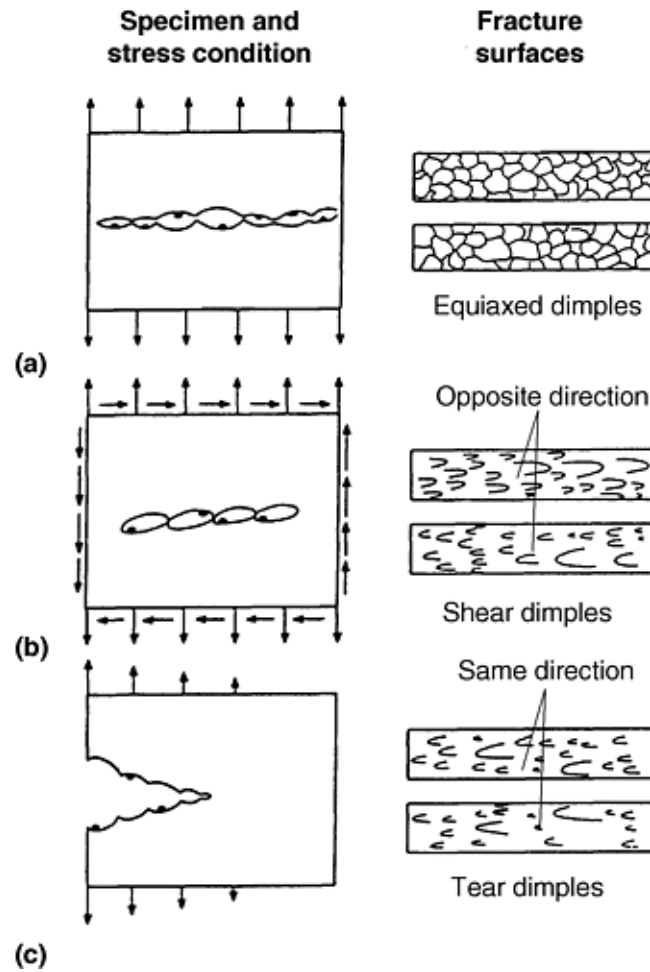 Specimen and
stress condition
Fracture
surfaces
Equiaxed dimples
(a)
Opposite direction
Shear dimples
(b)
Same direction
Tear dimples
(c)